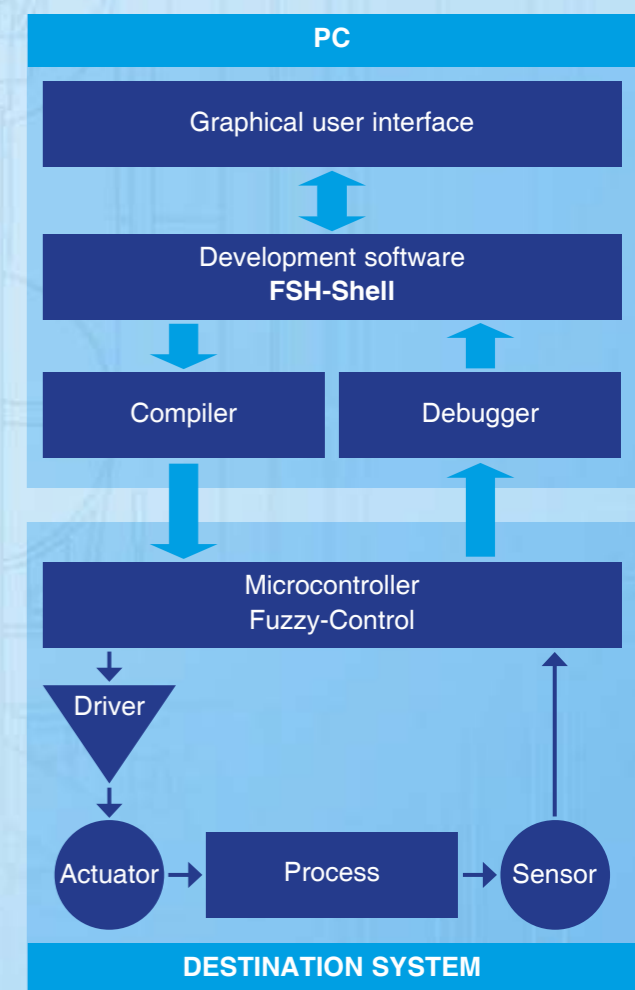 PC
Graphical user interface
Development software
FSH-Shell
Compiler
Debugger
Microcontroller
Fuzzy-Control
Driver
Actuator
Process
Sensor
DESTINATION SYSTEM